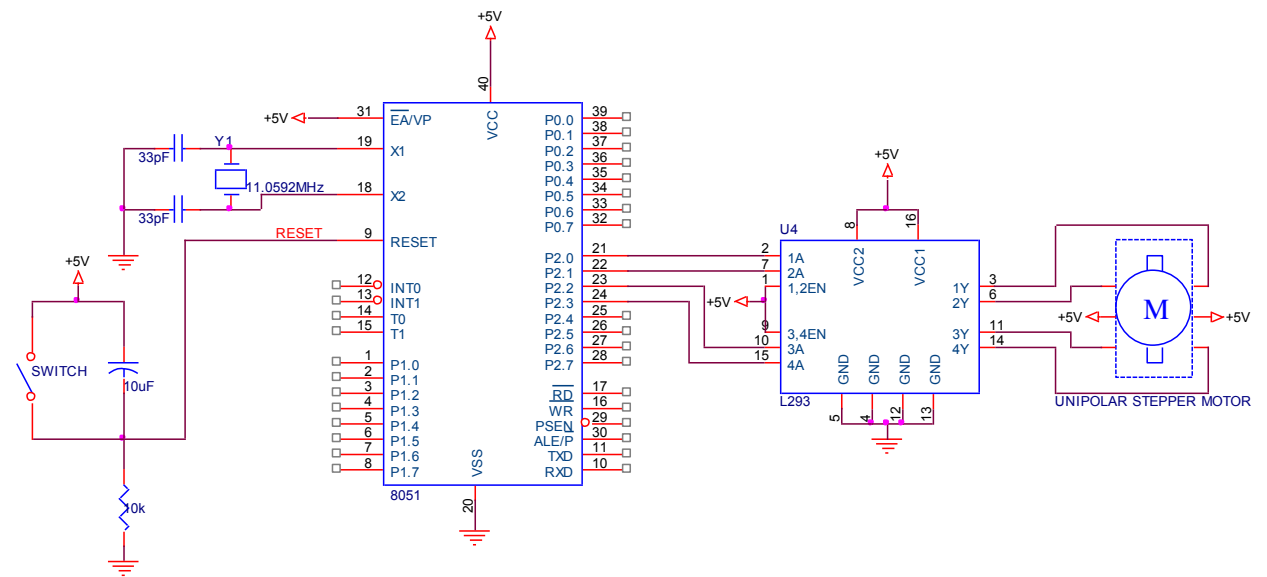 +5V
40
VCC
31
+5V
EA/VP
19
X1
33pF
Y1
11.0592MHz
18
X2
33pF
RESET
9
RESET
+5V
SWITCH
10uF
10k
12
INT0
13
INT1
14
T0
15
T1
1
P1.0
2
P1.1
3
P1.2
4
P1.3
5
P1.4
6
P1.5
7
P1.6
8
P1.7
VSS
20
8051
P0.0
39
P0.1
38
P0.2
37
P0.3
36
P0.4
35
P0.5
34
P0.6
33
P0.7
32
P2.0
21
P2.1
22
P2.2
23
P2.3
24
P2.4
25
P2.5
26
P2.6
27
P2.7
28
RD
17
WR
16
PSEN
29
ALE/P
30
TXD
11
RXD
10
+5V
U4
8
16
VCC2
VCC1
2
1A
7
2A
1
1,2EN
+5V
9
3,4EN
10
3A
15
4A
1Y
3
2Y
6
3Y
11
4Y
14
GND
GND
GND
GND
5
4
12
13
L293
+5V
M
+5V
UNIPOLAR STEPPER MOTOR